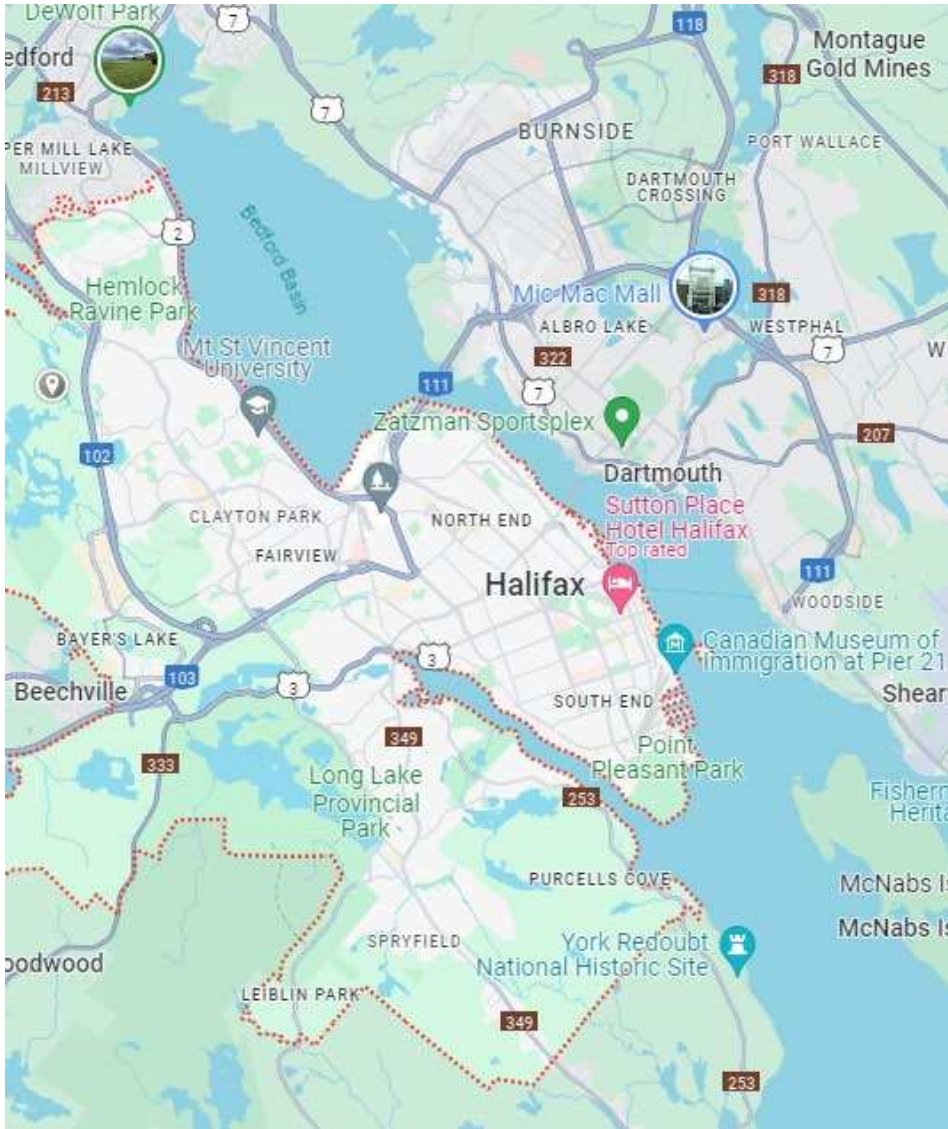 DeWolf Park
7
118
edford
Montague
Gold Mines
318
213
7
BURNSIDE
PER MILL LAKE
MILLVIEW
PORT WALLACE
DARTMOUTH
CROSSING
2
Bedford Basin
Hemlock
Ravine Park
Mic Mac Mall
318
ALBRO LAKE
WESTPHAL
Mt St Vincent
University
322
7
W
111
7
Zatzman Sportsplex
207
102
Dartmouth
CLAYTON PARK
NORTH END
Sutton Place
Hotel Halifax
Top rated
FAIRVIEW
Halifax
111
WOODSIDE
BAYER'S LAKE
3
Canadian Museum of
Immigration at Pier 21
103
3
Beechville
SOUTH END
Shear
349
333
Point
Pleasant Park
Long Lake
Provincial
Park
253
Fisherm
Herita
PURCELLS COVE
McNabs Is
McNabs Is
SPRYFIELD
York Redoubt
National Historic Site
oodwood
LEIBLIN PARK
349
253